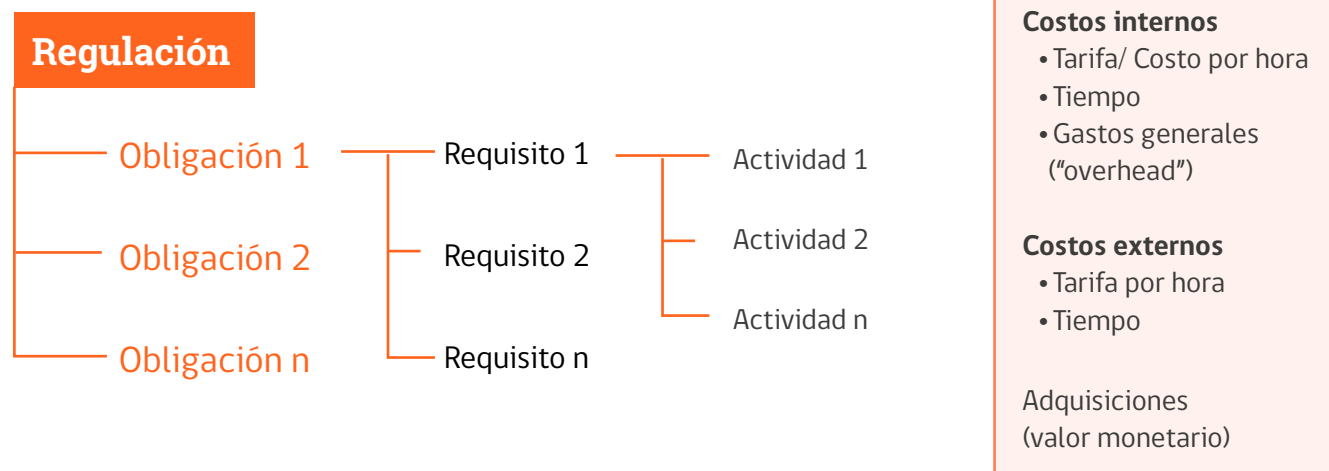 Regulación
Obligación 1
Requisito 1
Actividad 1
Obligación 2
Requisito 2
Actividad 2
Obligación n
Requisito n
Actividad n
Costos internos
• Tarifa/ Costo por hora
• Tiempo
• Gastos generales
("overhead")
Costos externos
• Tarifa por hora
• Tiempo
Adquisiciones
(valor monetario)